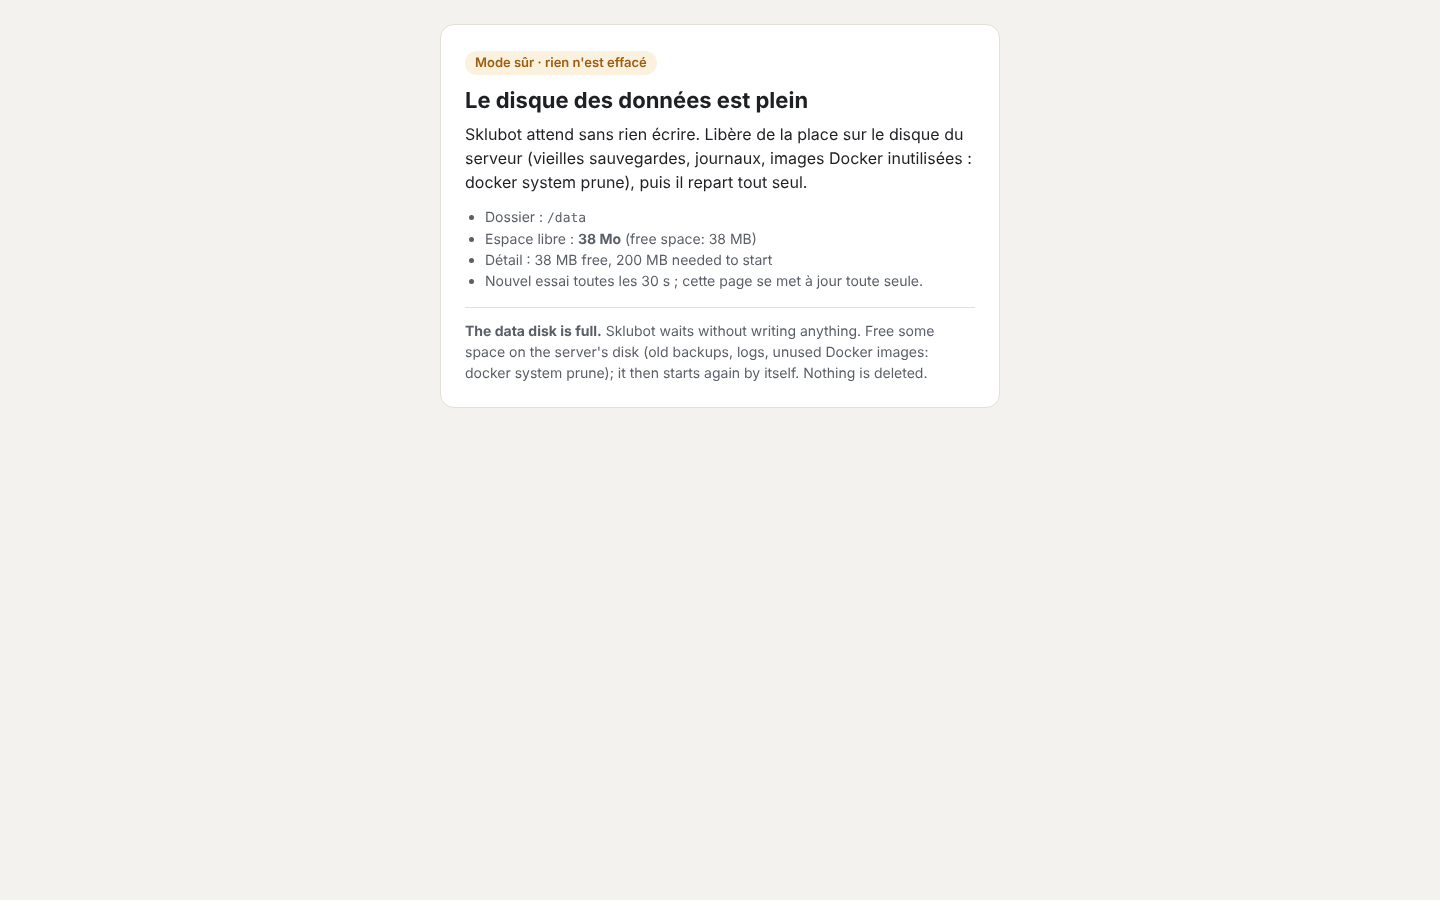 Mode sûr · rien n'est effacé
Le disque des données est plein
Sklubot attend sans rien écrire. Libère de la place sur le disque du
serveur (vieilles sauvegardes, journaux, images Docker inutilisées :
docker system prune), puis il repart tout seul.
• Dossier : /data
• Espace libre : 38 Mo (free space: 38 MB)
• Détail : 38 MB free, 200 MB needed to start
• Nouvel essai toutes les 30 s ; cette page se met à jour toute seule.
The data disk is full. Sklubot waits without writing anything. Free some
space on the server's disk (old backups, logs, unused Docker images:
docker system prune); it then starts again by itself. Nothing is deleted.